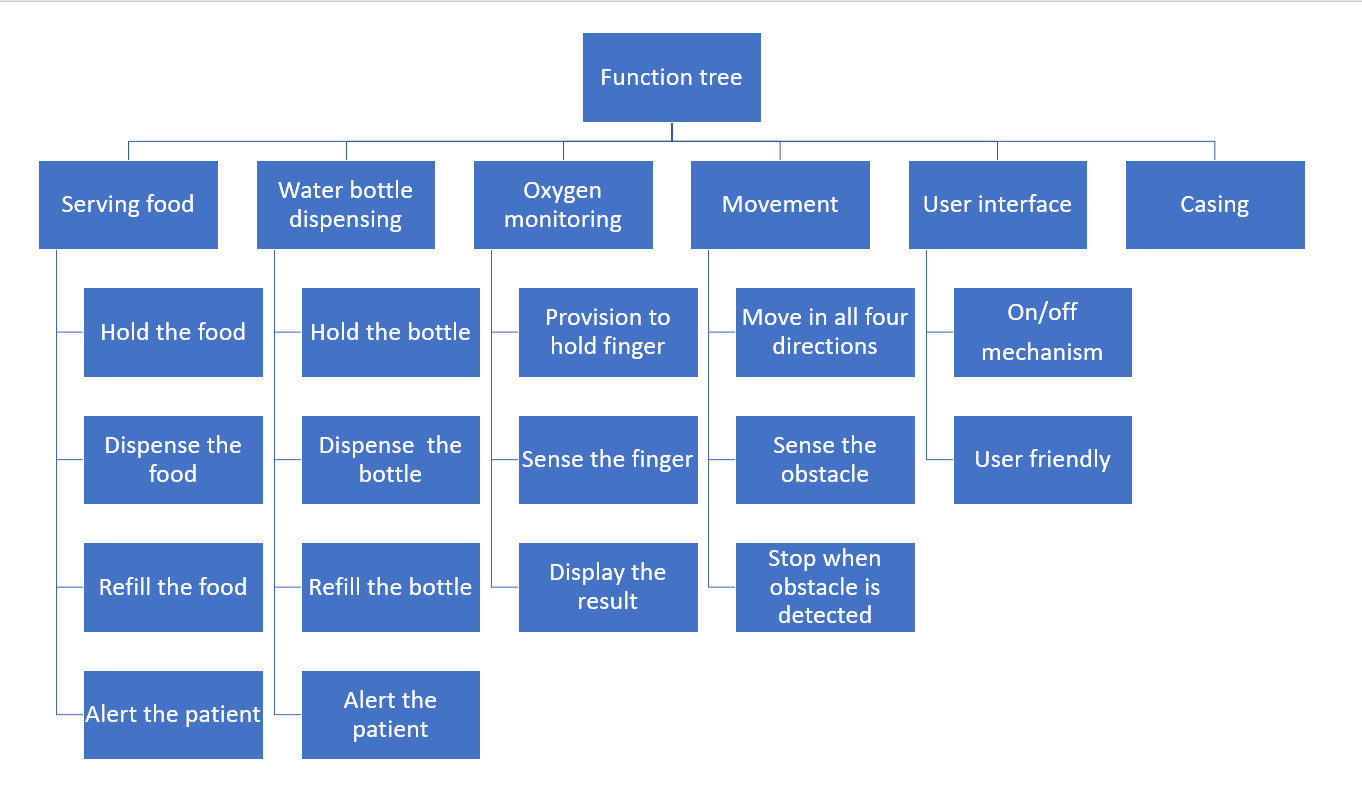 Function tree
Serving food
Water bottle
dispensing
Oxygen
monitoring
Movement
User interface
Casing
Hold the food
Dispense the
food
Refill the food
Alert the patient
Hold the bottle
Dispense  the
bottle
Refill the bottle
Alert the
patient
Provision to
hold finger
Sense the finger
Display the
result
Move in all four
directions
Sense the
obstacle
Stop when
obstacle is
detected
On/off
mechanism
User friendly